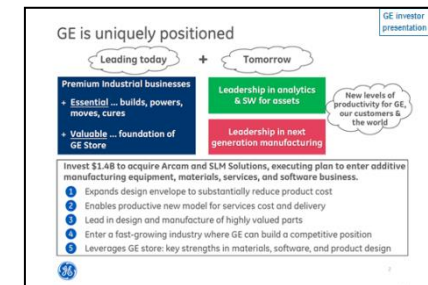 GE investor
presentation
GE is uniquely positioned
Leading today
+
Tomorrow
Premium Industrial businesses
+ Essential ... builds, powers,
moves, cures
+ Valuable ... foundation of
GE Store
Leadership in analytics
& SW for assets
Leadership in next
generation manufacturing
New levels of
productivity for GE,
our customers &
the world
Invest $1.4B to acquire Arcam and SLM Solutions, executing plan to enter additive
manufacturing equipment, materials, services, and software business.
1 Expands design envelope to substantially reduce product cost
2 Enables productive new model for services cost and delivery
3 Lead in design and manufacture of highly valued parts
4 Enter a fast-growing industry where GE can build a competitive position
5 Leverages GE store: key strengths in materials, software, and product design